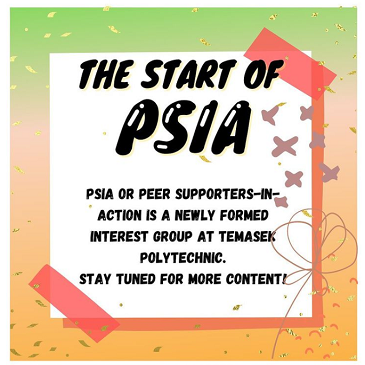 THE START OF
PSIA
PSIA OR PEER SUPPORTERS-IN-
ACTION IS A NEWLY FORMED
INTEREST GROUP AT TEMASEK
POLYTECHNIC.
STAY TUNED FOR MORE CONTENT!